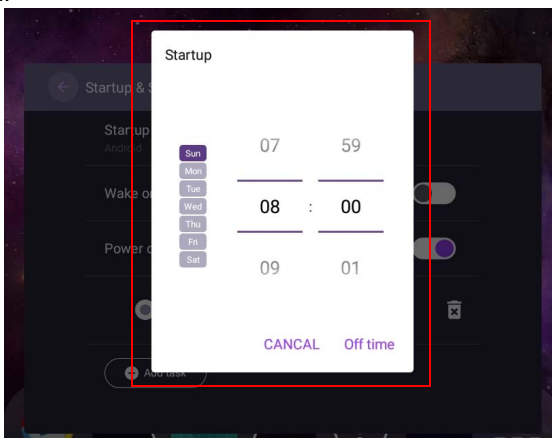 Startup
Startup & S
Startup
Android
Wake o
Power o
Sun
Mon
Tue
Wed
Thu
Fri
Sat
07 59
08 : 00
09 01
CANCAL Off time
Add task